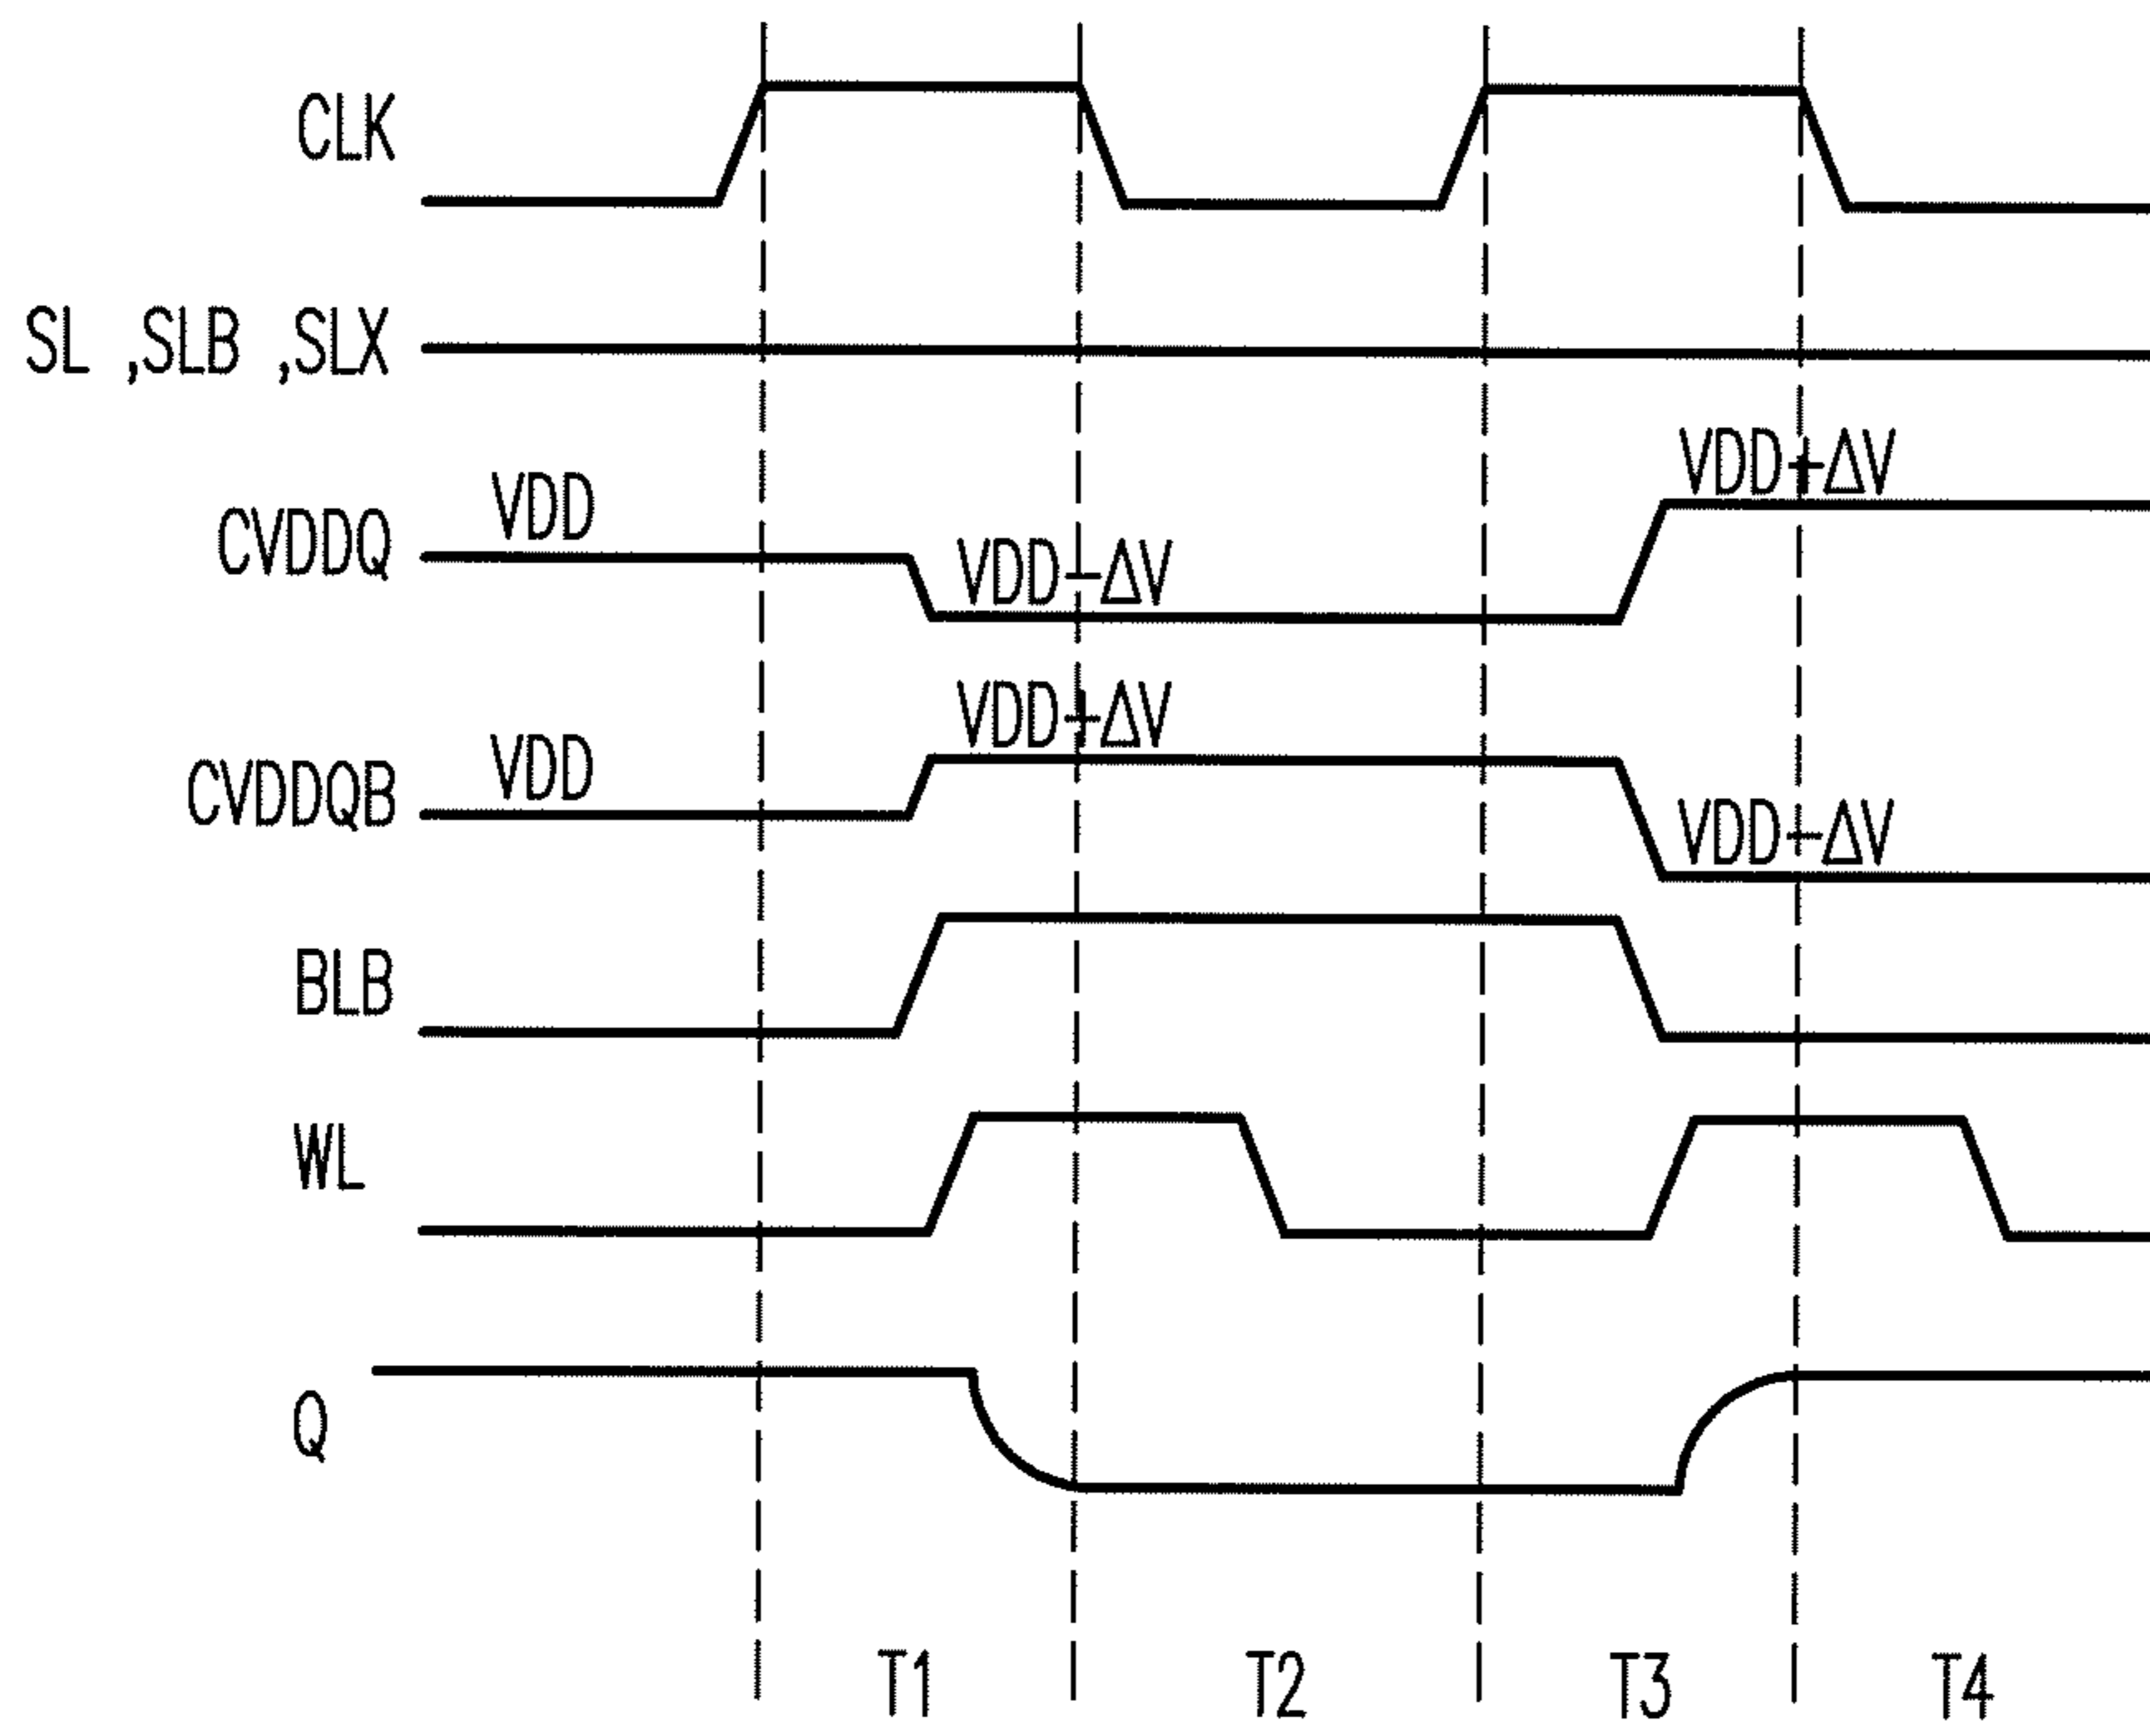 CLK
SL ,SLB ,SLX
CVDDQ VDD VDD-ΔV VDD+ΔV
CVDDQB VDD VDD+ΔV VDD-ΔV
BLB
WL
Q
T1 T2 T3 T4